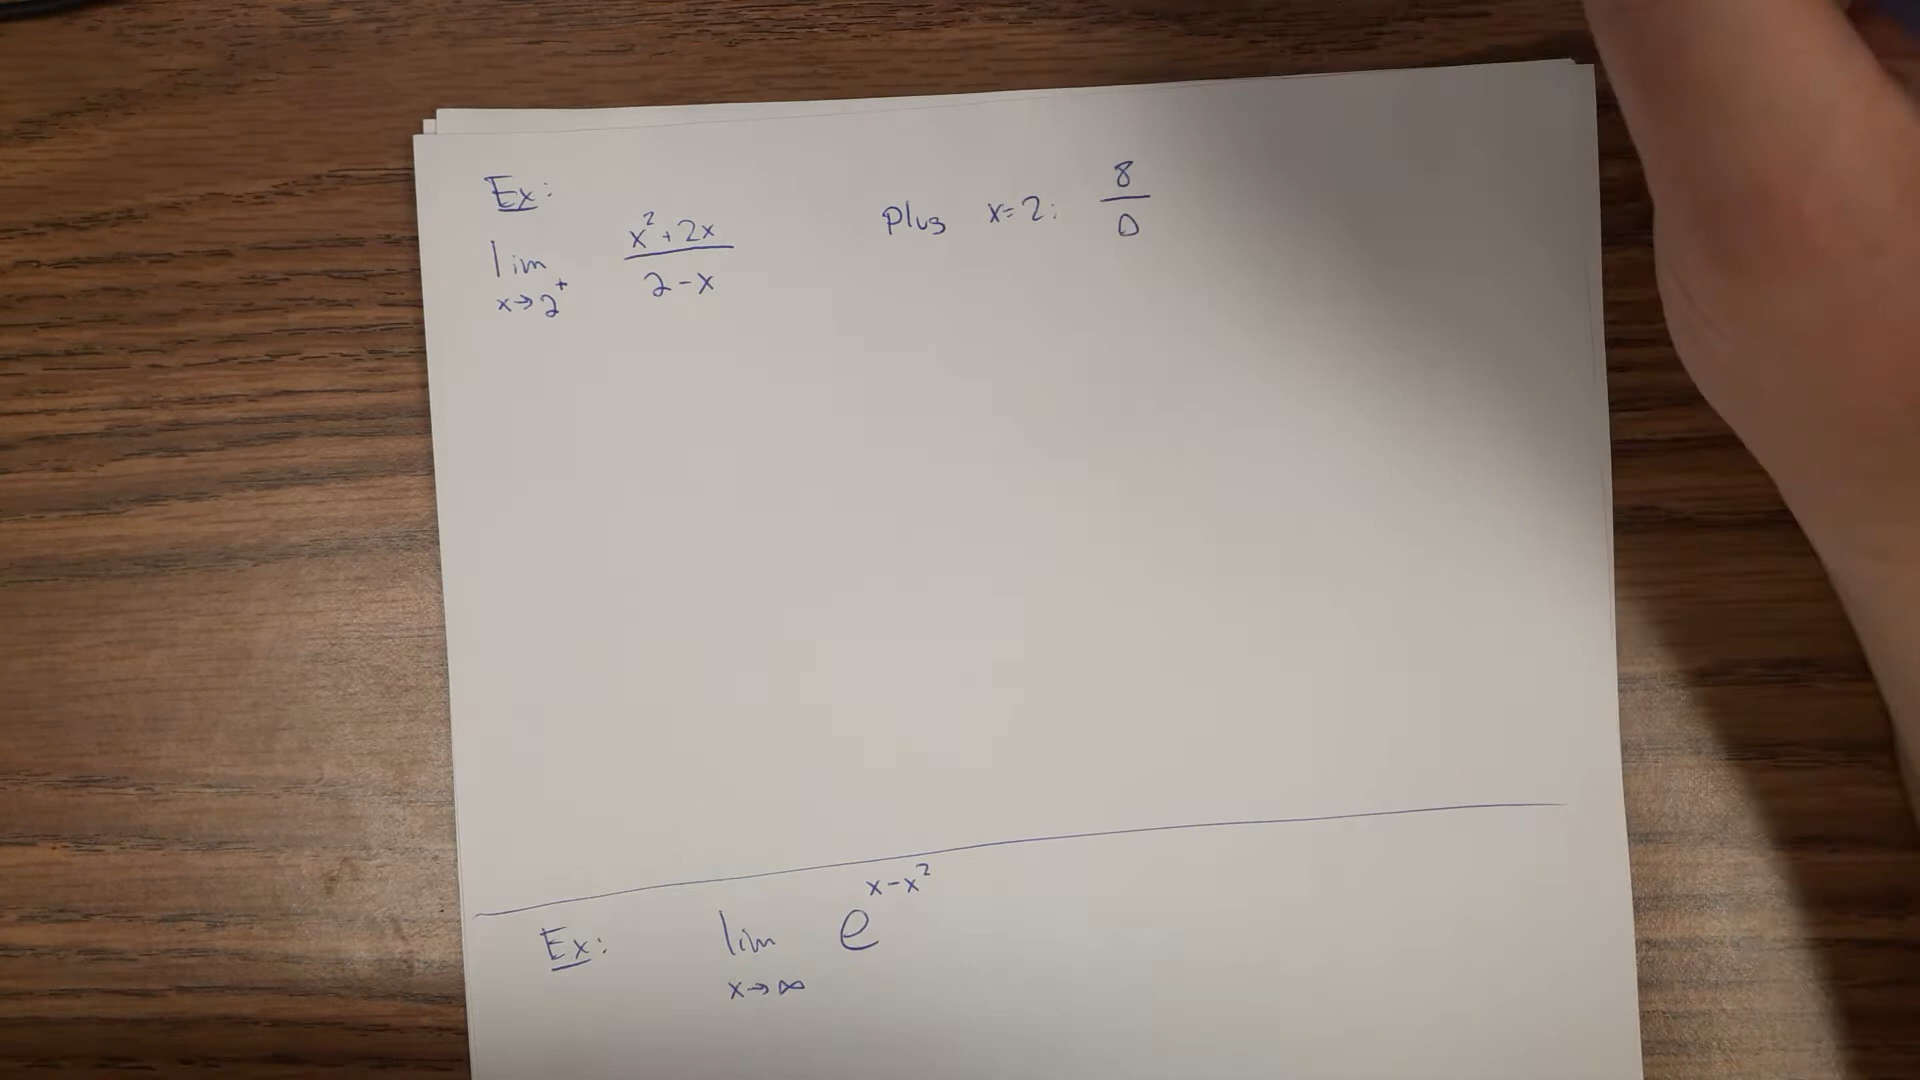 Ex:
lim x→2⁺ (x²+2x)/(2-x)
Plug x=2: 8/0
Ex: lim x→∞ e^(x-x²)